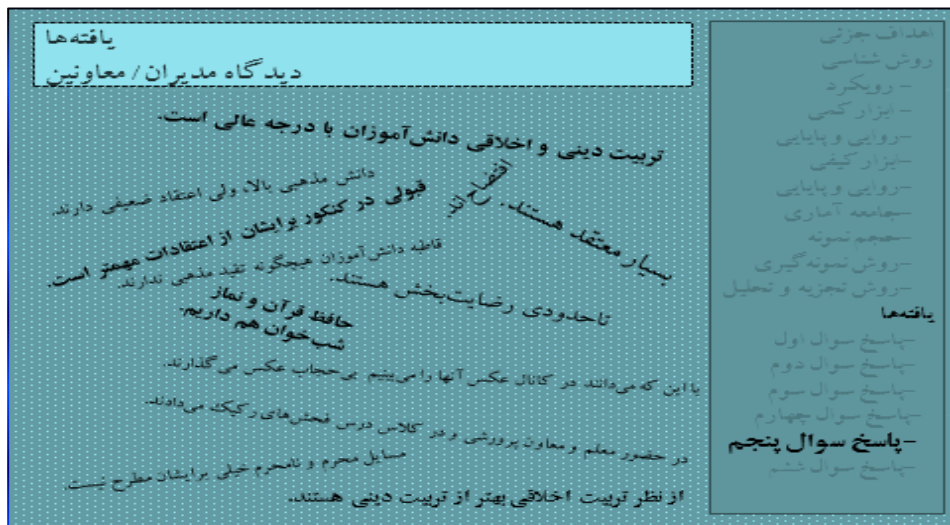 یافته‌ها
دیدگاه مدیران / معاونین
تربیت دینی و اخلاقی دانش‌آموزان با درجه عالی است.
افتضاح‌اند
دانش مذهبی بالا، ولی اعتقاد ضعیفی دارند.
بسیار معتقد هستند.
قبولی در کنکور برایشان از اعتقادات مهمتر است.
قاطبه دانش‌آموزان هیچگونه تقید مذهبی ندارند.
تاحدودی رضایت‌بخش هستند.
حافظ قرآن و نماز
شب‌خوان هم داریم.
با این که می‌دانند در کانال عکس آنها را می‌بینیم بی‌حجاب عکس می‌گذارند.
در حضور معلم و معاون پرورشی و در کلاس درس فحش‌های رکیک می‌دادند.
مسایل محرم و نامحرم خیلی برایشان مطرح نیست.
از نظر تربیت اخلاقی بهتر از تربیت دینی هستند.
اهداف جزئی
روش شناسی
- رویکرد
- ابزار کمی
-روایی و پایایی
-ابزار کیفی
-روایی و پایایی
-جامعه آماری
-حجم نمونه
-روش نمونه‌گیری
-روش تجزیه و تحلیل
یافته‌ها
-پاسخ سوال اول
-پاسخ سوال دوم
-پاسخ سوال سوم
-پاسخ سوال چهارم
-پاسخ سوال پنجم
-پاسخ سوال ششم